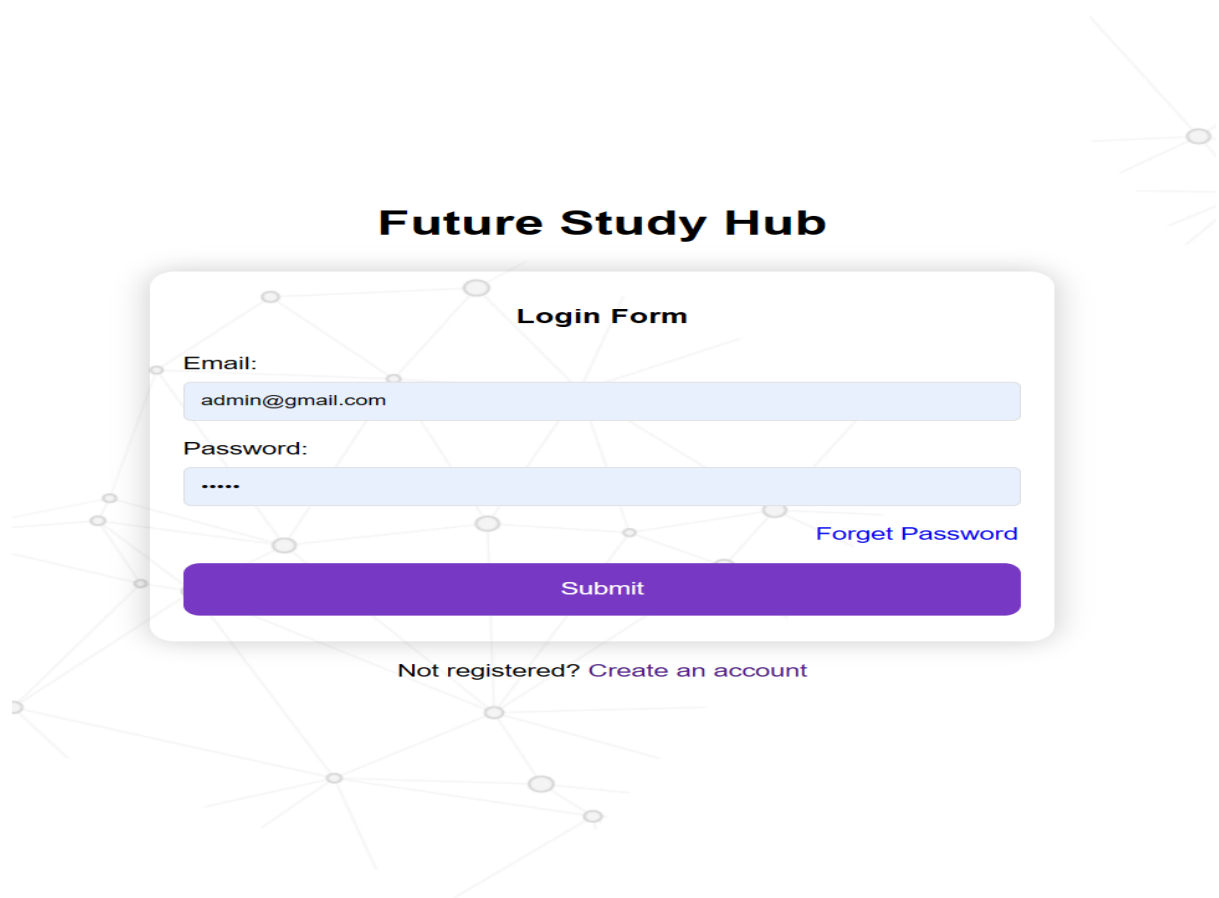 Future Study Hub
Login Form
Email:
admin@gmail.com
Password:
•••••
Forget Password
Submit
Not registered? Create an account